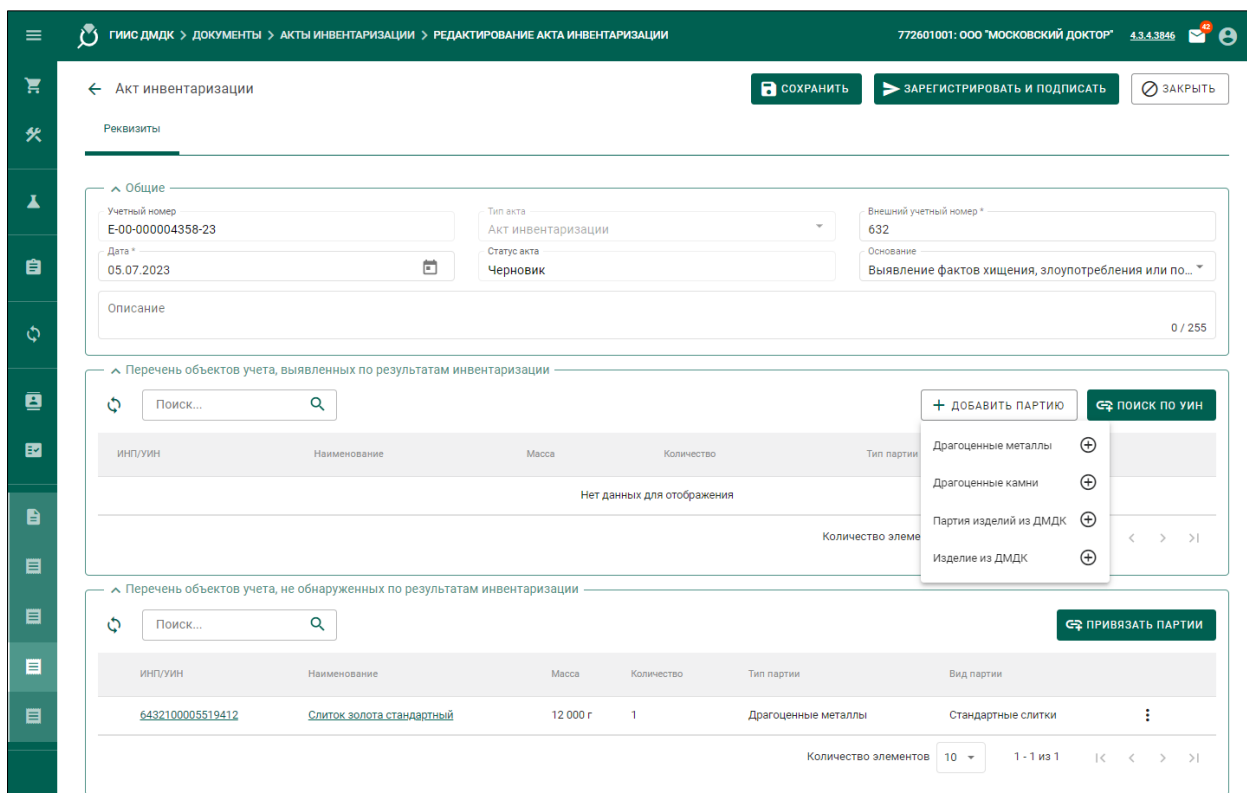 ГИИС ДМДК > ДОКУМЕНТЫ > АКТЫ ИНВЕНТАРИЗАЦИИ > РЕДАКТИРОВАНИЕ АКТА ИНВЕНТАРИЗАЦИИ 772601001: ООО "МОСКОВСКИЙ ДОКТОР" 4.3.4.3846 42
Акт инвентаризации СОХРАНИТЬ ЗАРЕГИСТРИРОВАТЬ И ПОДПИСАТЬ ЗАКРЫТЬ
Реквизиты
Общие
Учетный номер Тип акта Внешний учетный номер *
E-00-000004358-23 Акт инвентаризации 632
Дата * Статус акта Основание
05.07.2023 Черновик Выявление фактов хищения, злоупотребления или по...
Описание
0 / 255
Перечень объектов учета, выявленных по результатам инвентаризации
Поиск... + ДОБАВИТЬ ПАРТИЮ ПОИСК ПО УИН
ИНП/УИН Наименование Масса Количество Тип партии
Драгоценные металлы
Драгоценные камни
Партия изделий из ДМДК
Изделие из ДМДК
Нет данных для отображения
Количество элеме
Перечень объектов учета, не обнаруженных по результатам инвентаризации
Поиск... ПРИВЯЗАТЬ ПАРТИИ
ИНП/УИН Наименование Масса Количество Тип партии Вид партии
6432100005519412 Слиток золота стандартный 12 000 г 1 Драгоценные металлы Стандартные слитки
Количество элементов 10 1 - 1 из 1